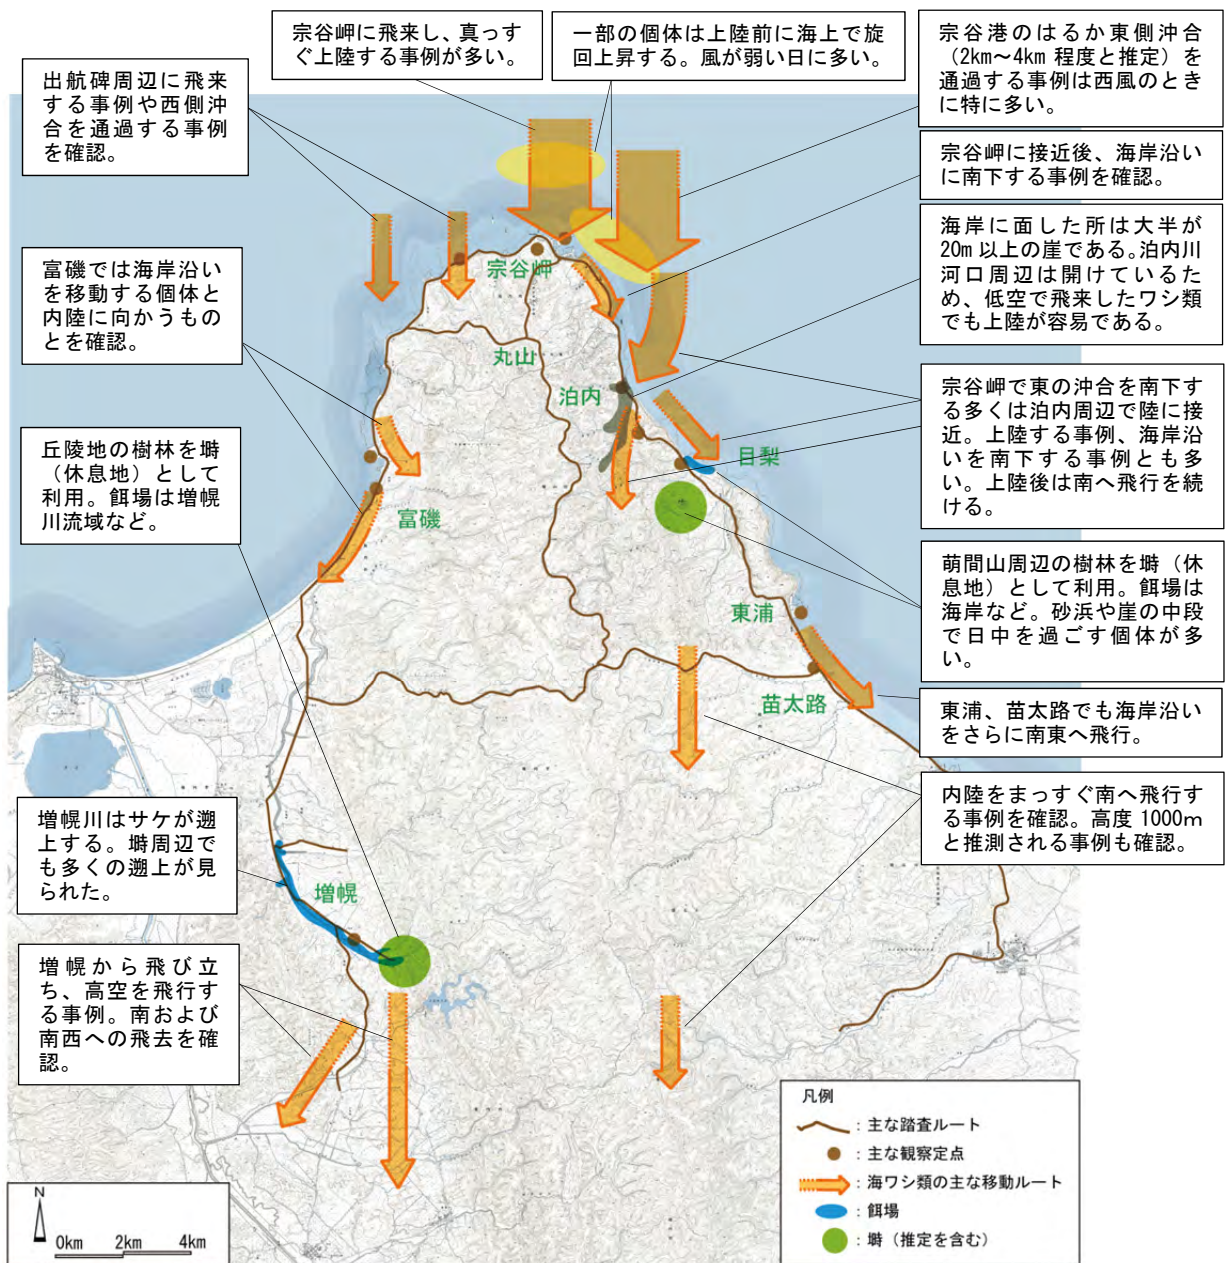 宗谷岬に飛来し、真っす
ぐ上陸する事例が多い。
一部の個体は上陸前に海上で旋
回上昇する。風が弱い日に多い。
宗谷港のはるか東側沖合
（2km～4km 程度と推定）を
通過する事例は西風のとき
に特に多い。
出航碑周辺に飛来
する事例や西側沖
合を通過する事例
を確認。
宗谷岬に接近後、海岸沿い
に南下する事例を確認。
海岸に面した所は大半が
20m 以上の崖である。泊内川
河口周辺は開けているた
め、低空で飛来したワシ類
でも上陸が容易である。
富磯では海岸沿い
を移動する個体と
内陸に向かうもの
とを確認。
宗谷岬で東の沖合を南下す
る多くは泊内周辺で陸に接
近。上陸する事例、海岸沿
いを南下する事例とも多
い。上陸後は南へ飛行を続
ける。
丘陵地の樹林を塒
（休息地）として
利用。餌場は増幌
川流域など。
萌間山周辺の樹林を塒（休
息地）として利用。餌場は
海岸など。砂浜や崖の中段
で日中を過ごす個体が多
い。
東浦、苗太路でも海岸沿い
をさらに南東へ飛行。
内陸をまっすぐ南へ飛行す
る事例を確認。高度 1000m
と推測される事例も確認。
増幌川はサケが遡
上する。塒周辺で
も多くの遡上が見
られた。
増幌から飛び立
ち、高空を飛行す
る事例。南および
南西への飛去を確
認。
宗谷岬
丸山
泊内
目梨
富磯
東浦
苗太路
増幌
凡例
：主な踏査ルート
：主な観察定点
：海ワシ類の主な移動ルート
：餌場
：塒（推定を含む）
N
0km 2km 4km